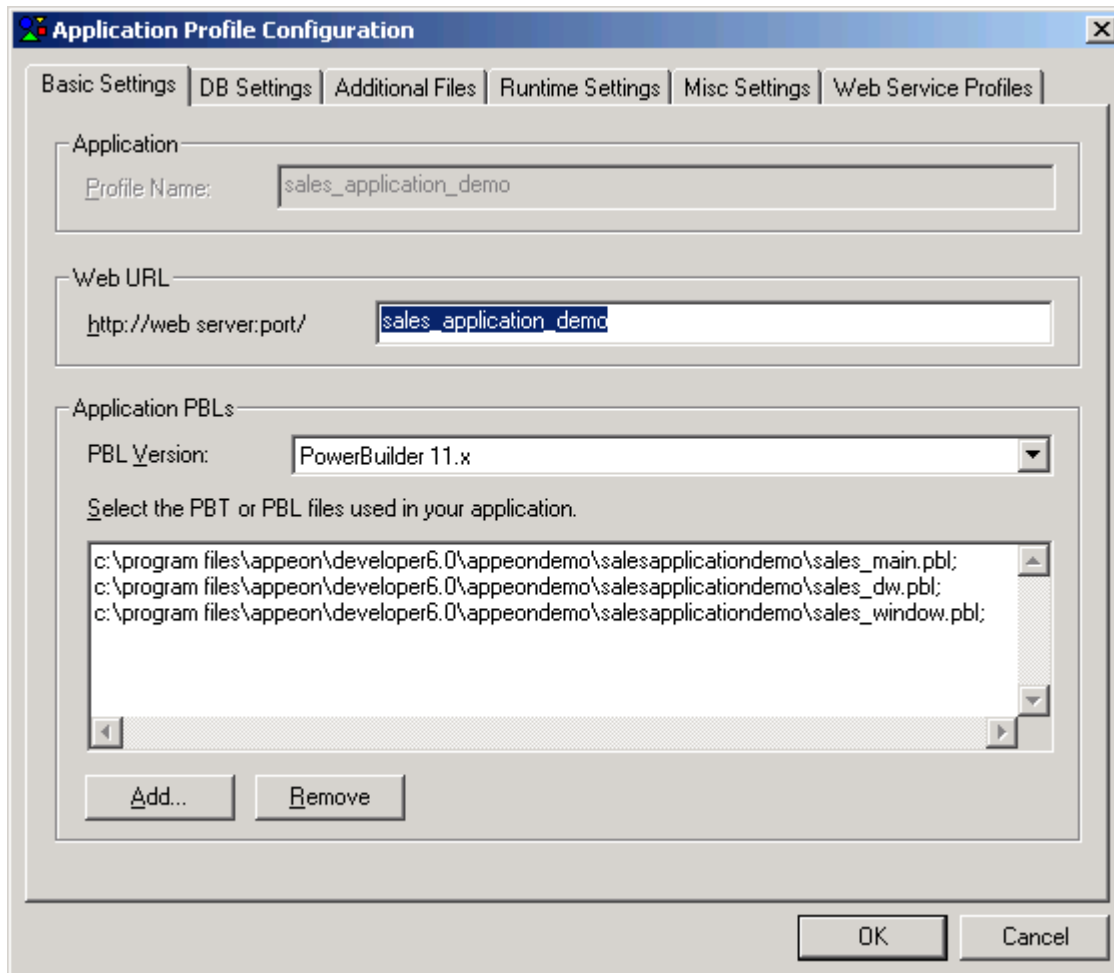 Application Profile Configuration
Basic Settings DB Settings Additional Files Runtime Settings Misc Settings Web Service Profiles
Application
Profile Name: sales_application_demo
Web URL
http://web server:port/ sales_application_demo
Application PBLs
PBL Version: PowerBuilder 11.x
Select the PBT or PBL files used in your application.
c:\program files\appeon\developer6.0\appeondemo\salesapplicationdemo\sales_main.pbl;
c:\program files\appeon\developer6.0\appeondemo\salesapplicationdemo\sales_dw.pbl;
c:\program files\appeon\developer6.0\appeondemo\salesapplicationdemo\sales_window.pbl;
Add... Remove
OK Cancel